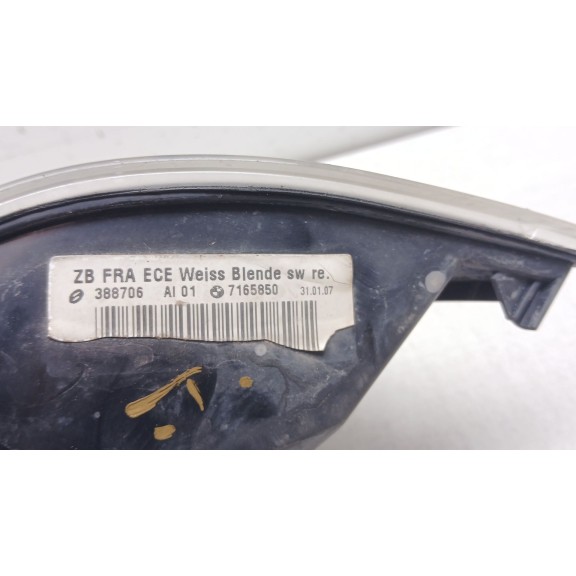 ZB FRA ECE Weiss Blende sw re.
388706 AI 01 7165850 31.01.07